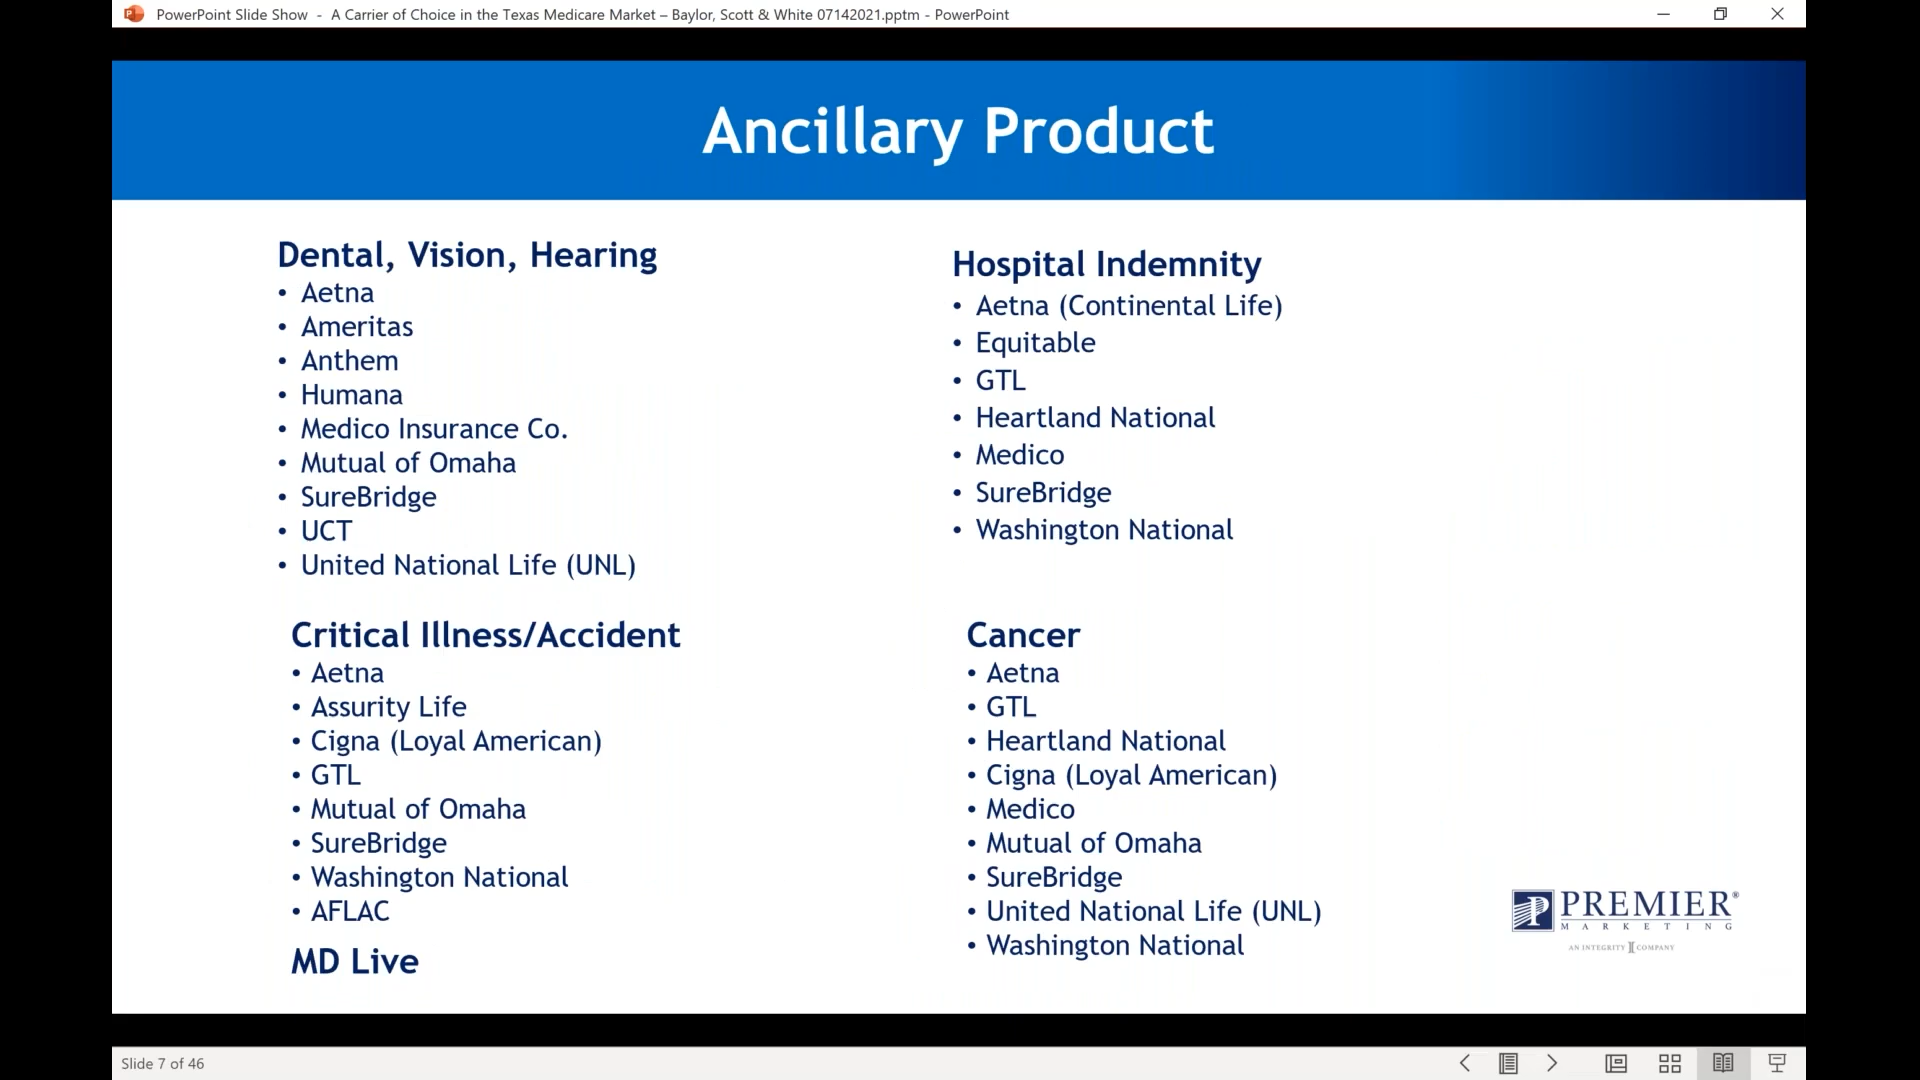 PowerPoint Slide Show - A Carrier of Choice in the Texas Medicare Market – Baylor, Scott & White 07142021.pptm - PowerPoint
Ancillary Product
Dental, Vision, Hearing
• Aetna
• Ameritas
• Anthem
• Humana
• Medico Insurance Co.
• Mutual of Omaha
• SureBridge
• UCT
• United National Life (UNL)
Hospital Indemnity
• Aetna (Continental Life)
• Equitable
• GTL
• Heartland National
• Medico
• SureBridge
• Washington National
Critical Illness/Accident
• Aetna
• Assurity Life
• Cigna (Loyal American)
• GTL
• Mutual of Omaha
• SureBridge
• Washington National
• AFLAC
MD Live
Cancer
• Aetna
• GTL
• Heartland National
• Cigna (Loyal American)
• Medico
• Mutual of Omaha
• SureBridge
• United National Life (UNL)
• Washington National
P PREMIER®
MARKETING
AN INTEGRITY COMPANY
Slide 7 of 46